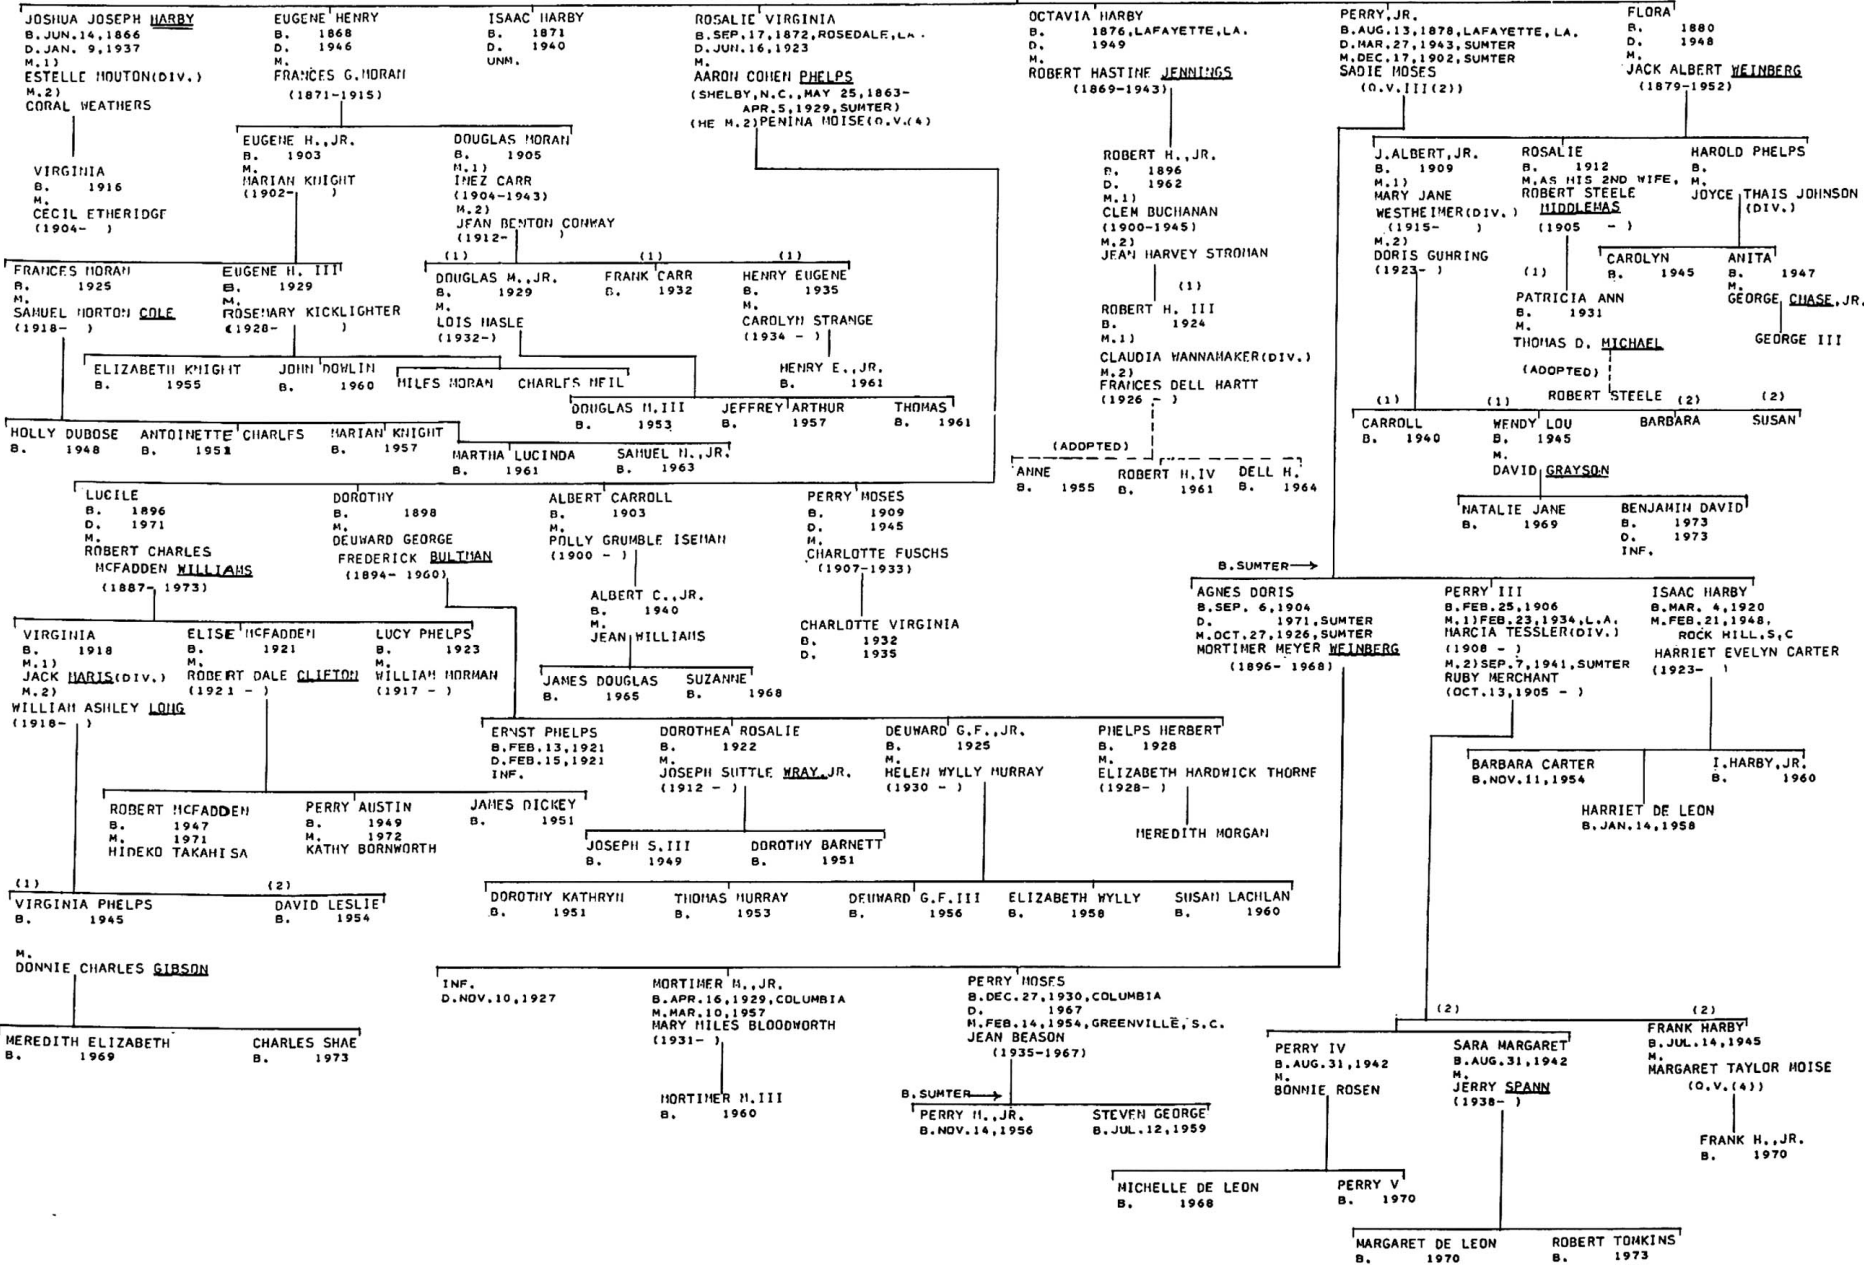 JOSHUA JOSEPH HARBY
B.JUN.14,1866
D.JAN. 9,1937
M.1)
ESTELLE MOUTON(DIV.)
M.2)
CORAL WEATHERS
EUGENE HENRY
B. 1868
D. 1946
M.
FRANCES G.MORAN
(1871-1915)
ISAAC HARBY
B. 1871
D. 1940
UNM.
ROSALIE VIRGINIA
B.SEP.17,1872,ROSEDALE,LA.
D.JUN.16,1923
M.
AARON COHEN PHELPS
(SHELBY,N.C.,MAY 25,1863-
APR.5,1929,SUMTER)
(HE M.2)PENINA MOISE(Q.V.(4)
OCTAVIA HARBY
B. 1876,LAFAYETTE,LA.
D. 1949
M.
ROBERT HASTINE JENNINGS
(1869-1943)
PERRY,JR.
B.AUG.13,1878,LAFAYETTE,LA.
D.MAR.27,1943,SUMTER
M.DEC.17,1902,SUMTER
SADIE MOSES
(Q.V.III(2))
FLORA
B. 1880
D. 1948
M.
JACK ALBERT WEINBERG
(1879-1952)
VIRGINIA
B. 1916
M.
CECIL ETHERIDGE
(1904- )
EUGENE H.,JR.
B. 1903
M.
MARIAN KNIGHT
(1902- )
DOUGLAS MORAN
B. 1905
M.1)
INEZ CARR
(1904-1943)
M.2)
JEAN BENTON CONWAY
(1912- )
ROBERT H.,JR.
B. 1896
D. 1962
M.1)
CLEM BUCHANAN
(1900-1945)
M.2)
JEAN HARVEY STROMAN
J.ALBERT,JR.
B. 1909
M.1)
MARY JANE
WESTHEIMER(DIV.)
(1915- )
M.2)
DORIS GUHRING
(1923- )
ROSALIE
B. 1912
M.AS HIS 2ND WIFE,
ROBERT STEELE
MIDDLEMAS
(1905 - )
HAROLD PHELPS
B.
M.
JOYCE THAIS JOHNSON
(DIV.)
FRANCES MORAN
B. 1925
M.
SAMUEL NORTON COLE
(1918- )
EUGENE H. III
B. 1929
M.
ROSEMARY KICKLIGHTER
(1928- )
(1)
DOUGLAS M.,JR.
B. 1929
M.
LOIS NASLE
(1932-)
(1)
FRANK CARR
B. 1932
(1)
HENRY EUGENE
B. 1935
M.
CAROLYN STRANGE
(1934 - )
(1)
ROBERT H. III
B. 1924
M.1)
CLAUDIA WANNAMAKER(DIV.)
M.2)
FRANCES DELL HARTT
(1926 - )
(1)
PATRICIA ANN
B. 1931
M.
THOMAS D. MICHAEL
(ADOPTED)
ROBERT STEELE
CAROLYN
B. 1945
ANITA
B. 1947
M.
GEORGE CHASE,JR.
GEORGE III
ELIZABETH KNIGHT
B. 1955
JOHN DOWLIN
B. 1960
MILES MORAN
CHARLES NEIL
HENRY E.,JR.
B. 1961
DOUGLAS M.III
B. 1953
JEFFREY ARTHUR
B. 1957
THOMAS
B. 1961
HOLLY DUBOSE
B. 1948
ANTOINETTE CHARLES
B. 1951
MARIAN KNIGHT
B. 1957
MARTHA LUCINDA
B. 1961
SAMUEL N.,JR.
B. 1963
(ADOPTED)
ANNE
B. 1955
ROBERT H.IV
B. 1961
DELL H.
B. 1964
(1)
CARROLL
B. 1940
(1)
WENDY LOU
B. 1945
M.
DAVID GRAYSON
(2)
BARBARA
(2)
SUSAN
NATALIE JANE
B. 1969
BENJAMIN DAVID
B. 1973
D. 1973
INF.
LUCILE
B. 1896
D. 1971
M.
ROBERT CHARLES
MCFADDEN WILLIAMS
(1887-1973)
DOROTHY
B. 1898
M.
DEUWARD GEORGE
FREDERICK BULTMAN
(1894- 1960)
ALBERT CARROLL
B. 1903
M.
POLLY GRUMBLE ISEMAN
(1900 - )
PERRY MOSES
B. 1909
D. 1945
M.
CHARLOTTE FUSCHS
(1907-1933)
ALBERT C.,JR.
B. 1940
M.
JEAN WILLIAMS
CHARLOTTE VIRGINIA
B. 1932
D. 1935
B.SUMTER
AGNES DORIS
B.SEP. 6,1904
D. 1971,SUMTER
M.OCT.27,1926,SUMTER
MORTIMER MEYER WEINBERG
(1896- 1968)
PERRY III
B.FEB.25,1906
M.1)FEB.23,1934,L.A.
MARCIA TESSLER(DIV.)
(1908 - )
M.2)SEP.7,1941,SUMTER
RUBY MERCHANT
(OCT.13,1905 - )
ISAAC HARBY
B.MAR. 4,1920
M.FEB.21,1948,
ROCK HILL,S,C
HARRIET EVELYN CARTER
(1923- )
VIRGINIA
B. 1918
M.1)
JACK MARIS(DIV.)
M.2)
WILLIAM ASHLEY LONG
(1918- )
ELISE MCFADDEN
B. 1921
M.
ROBERT DALE CLIFTON
(1921 - )
LUCY PHELPS
B. 1923
M.
WILLIAM NORMAN
(1917 - )
JAMES DOUGLAS
B. 1965
SUZANNE
B. 1968
ERNST PHELPS
B.FEB.13,1921
D.FEB.15,1921
INF.
DOROTHEA ROSALIE
B. 1922
M.
JOSEPH SUTTLE WRAY,JR.
(1912 - )
DEUWARD G.F.,JR.
B. 1925
M.
HELEN WYLLY MURRAY
(1930 - )
PHELPS HERBERT
B. 1928
M.
ELIZABETH HARDWICK THORNE
(1928- )
MEREDITH MORGAN
BARBARA CARTER
B.NOV.11,1954
I.HARBY,JR.
B. 1960
HARRIET DE LEON
B.JAN.14,1958
ROBERT MCFADDEN
B. 1947
M. 1971
HIDEKO TAKAHISA
PERRY AUSTIN
B. 1949
M. 1972
KATHY BORNWORTH
JAMES DICKEY
B. 1951
JOSEPH S.III
B. 1949
DOROTHY BARNETT
B. 1951
(1)
VIRGINIA PHELPS
B. 1945
M.
DONNIE CHARLES GIBSON
(2)
DAVID LESLIE
B. 1954
DOROTHY KATHRYN
B. 1951
THOMAS MURRAY
B. 1953
DEUWARD G.F.III
B. 1956
ELIZABETH WYLLY
B. 1958
SUSAN LACHLAN
B. 1960
INF.
D.NOV.10,1927
MORTIMER M.,JR.
B.APR.16,1929,COLUMBIA
M.MAR.10,1957
MARY MILES BLOODWORTH
(1931- )
PERRY MOSES
B.DEC.27,1930,COLUMBIA
D. 1967
M.FEB.14,1954,GREENVILLE,S.C.
JEAN BEASON
(1935-1967)
MEREDITH ELIZABETH
B. 1969
CHARLES SHAE
B. 1973
MORTIMER M.III
B. 1960
B.SUMTER
PERRY M.,JR.
B.NOV.14,1956
STEVEN GEORGE
B.JUL.12,1959
PERRY IV
B.AUG.31,1942
M.
BONNIE ROSEN
(2)
SARA MARGARET
B.AUG.31,1942
M.
JERRY SPANN
(1938- )
(2)
FRANK HARBY
B.JUL.14,1945
M.
MARGARET TAYLOR MOISE
(Q.V.(4))
FRANK H.,JR.
B. 1970
MICHELLE DE LEON
B. 1968
PERRY V
B. 1970
MARGARET DE LEON
B. 1970
ROBERT TOMKINS
B. 1973